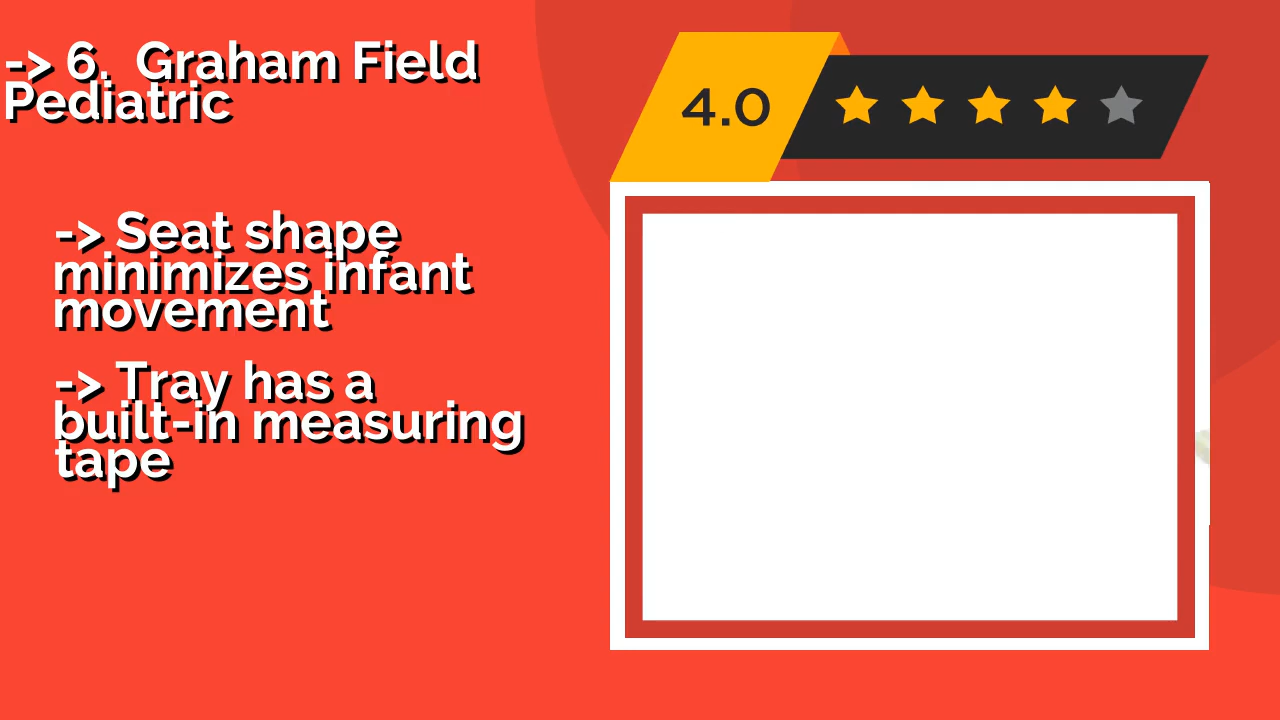 -> 6.  Graham Field
Pediatric
4.0
-> Seat shape
minimizes infant
movement
-> Tray has a
built-in measuring
tape